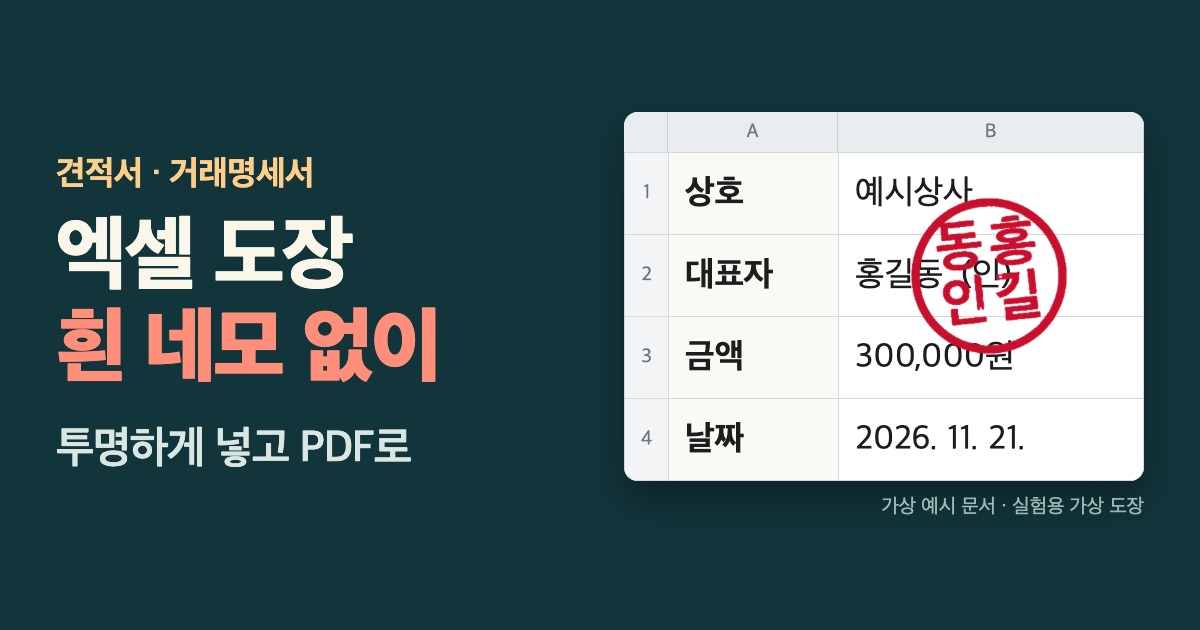 견적서 · 거래명세서
엑셀 도장
흰 네모 없이
투명하게 넣고 PDF로
A B
1 상호 예시상사
2 대표자 홍길동 (인)
3 금액 300,000원
4 날짜 2026. 11. 21.
동홍
인길
가상 예시 문서 · 실험용 가상 도장